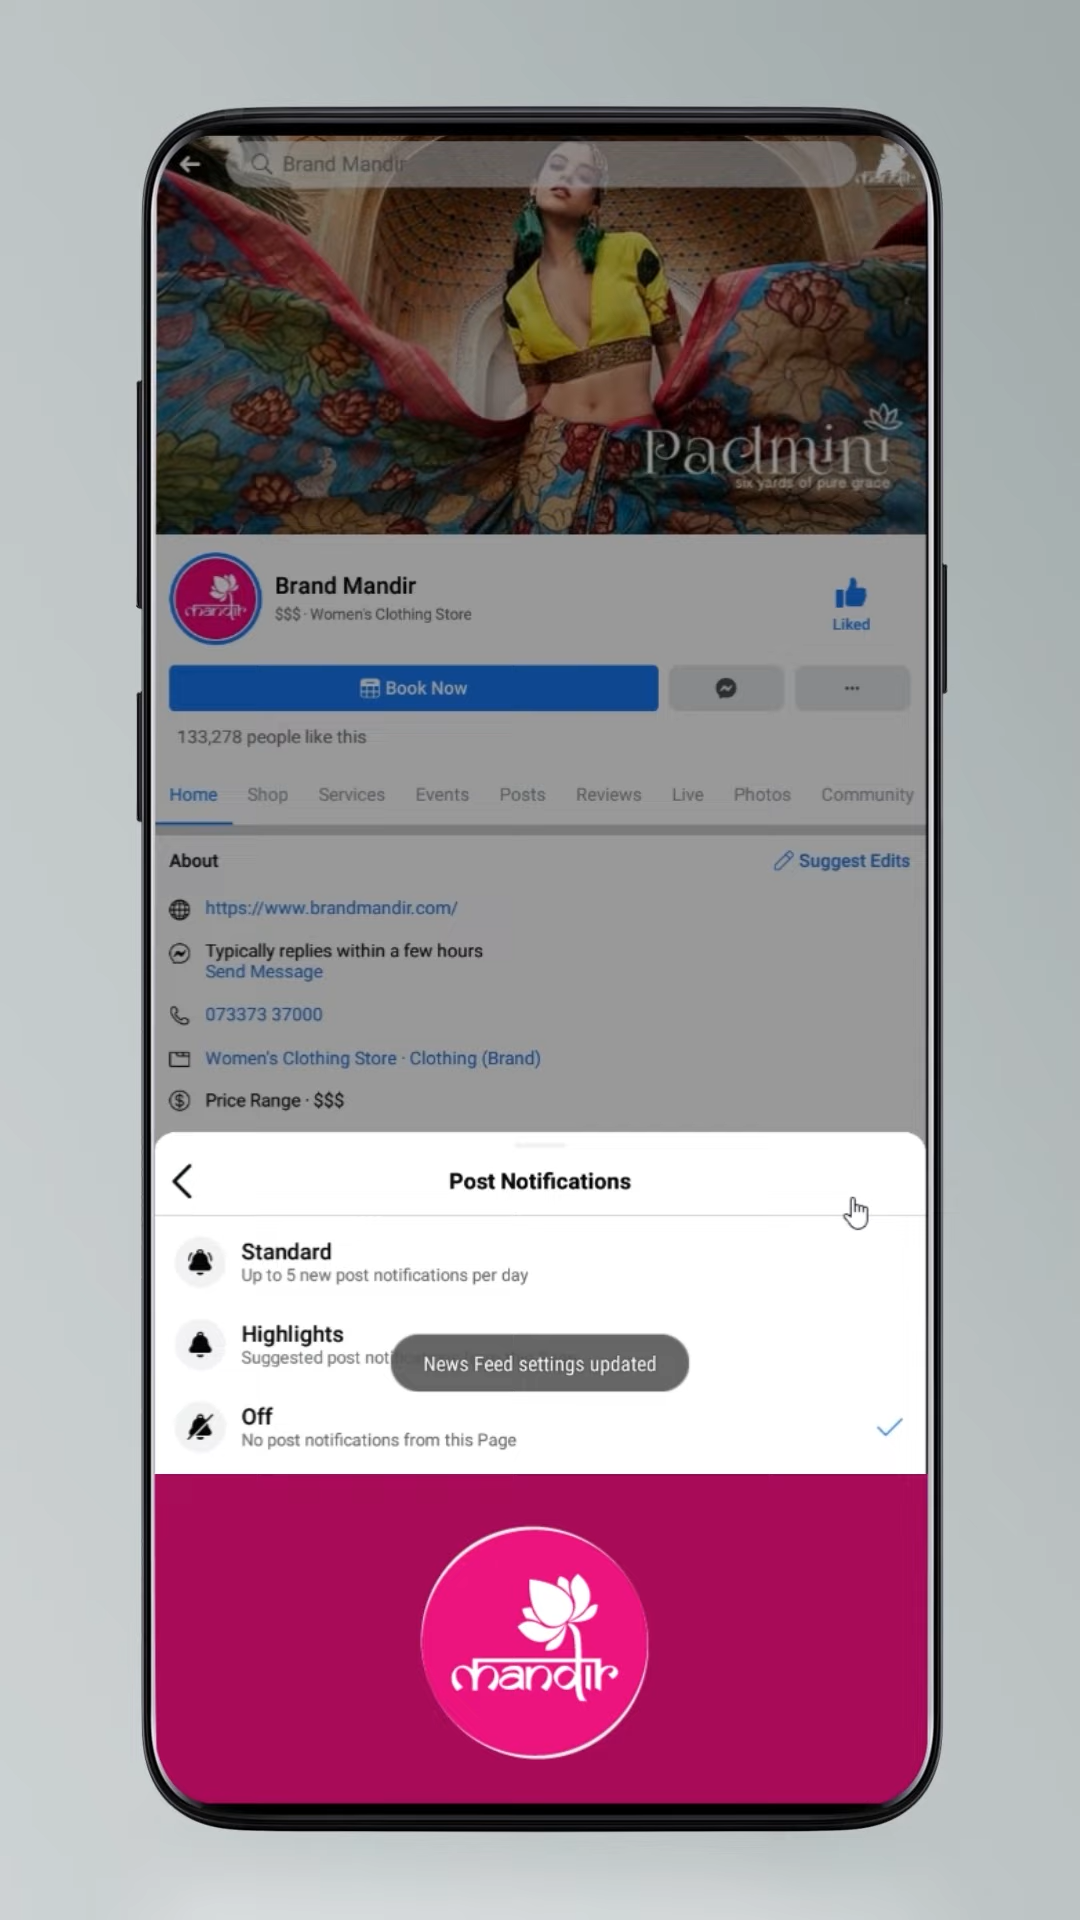 Brand Mandir
mandir
Padmini
six yards of pure grace
mandir
Brand Mandir
$$$ · Women's Clothing Store
Liked
Book Now
133,278 people like this
Home Shop Services Events Posts Reviews Live Photos Community
About
Suggest Edits
https://www.brandmandir.com/
Typically replies within a few hours
Send Message
073373 37000
Women's Clothing Store · Clothing (Brand)
Price Range · $$$
Post Notifications
Standard
Up to 5 new post notifications per day
Highlights
Suggested post not
News Feed settings updated
Off
No post notifications from this Page
mandir